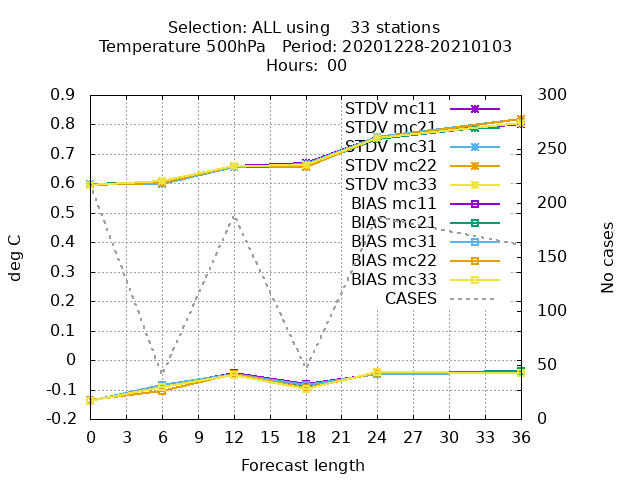 Selection: ALL using    33 stations
Temperature 500hPa   Period: 20201228-20210103
Hours: 00
deg C
0.9
0.8
0.7
0.6
0.5
0.4
0.3
0.2
0.1
0
-0.1
-0.2
STDV mc11
STDV mc21
STDV mc31
STDV mc22
STDV mc33
BIAS mc11
BIAS mc21
BIAS mc31
BIAS mc22
BIAS mc33
CASES
300
250
200
150
100
50
0
No cases
0 3 6 9 12 15 18 21 24 27 30 33 36
Forecast length